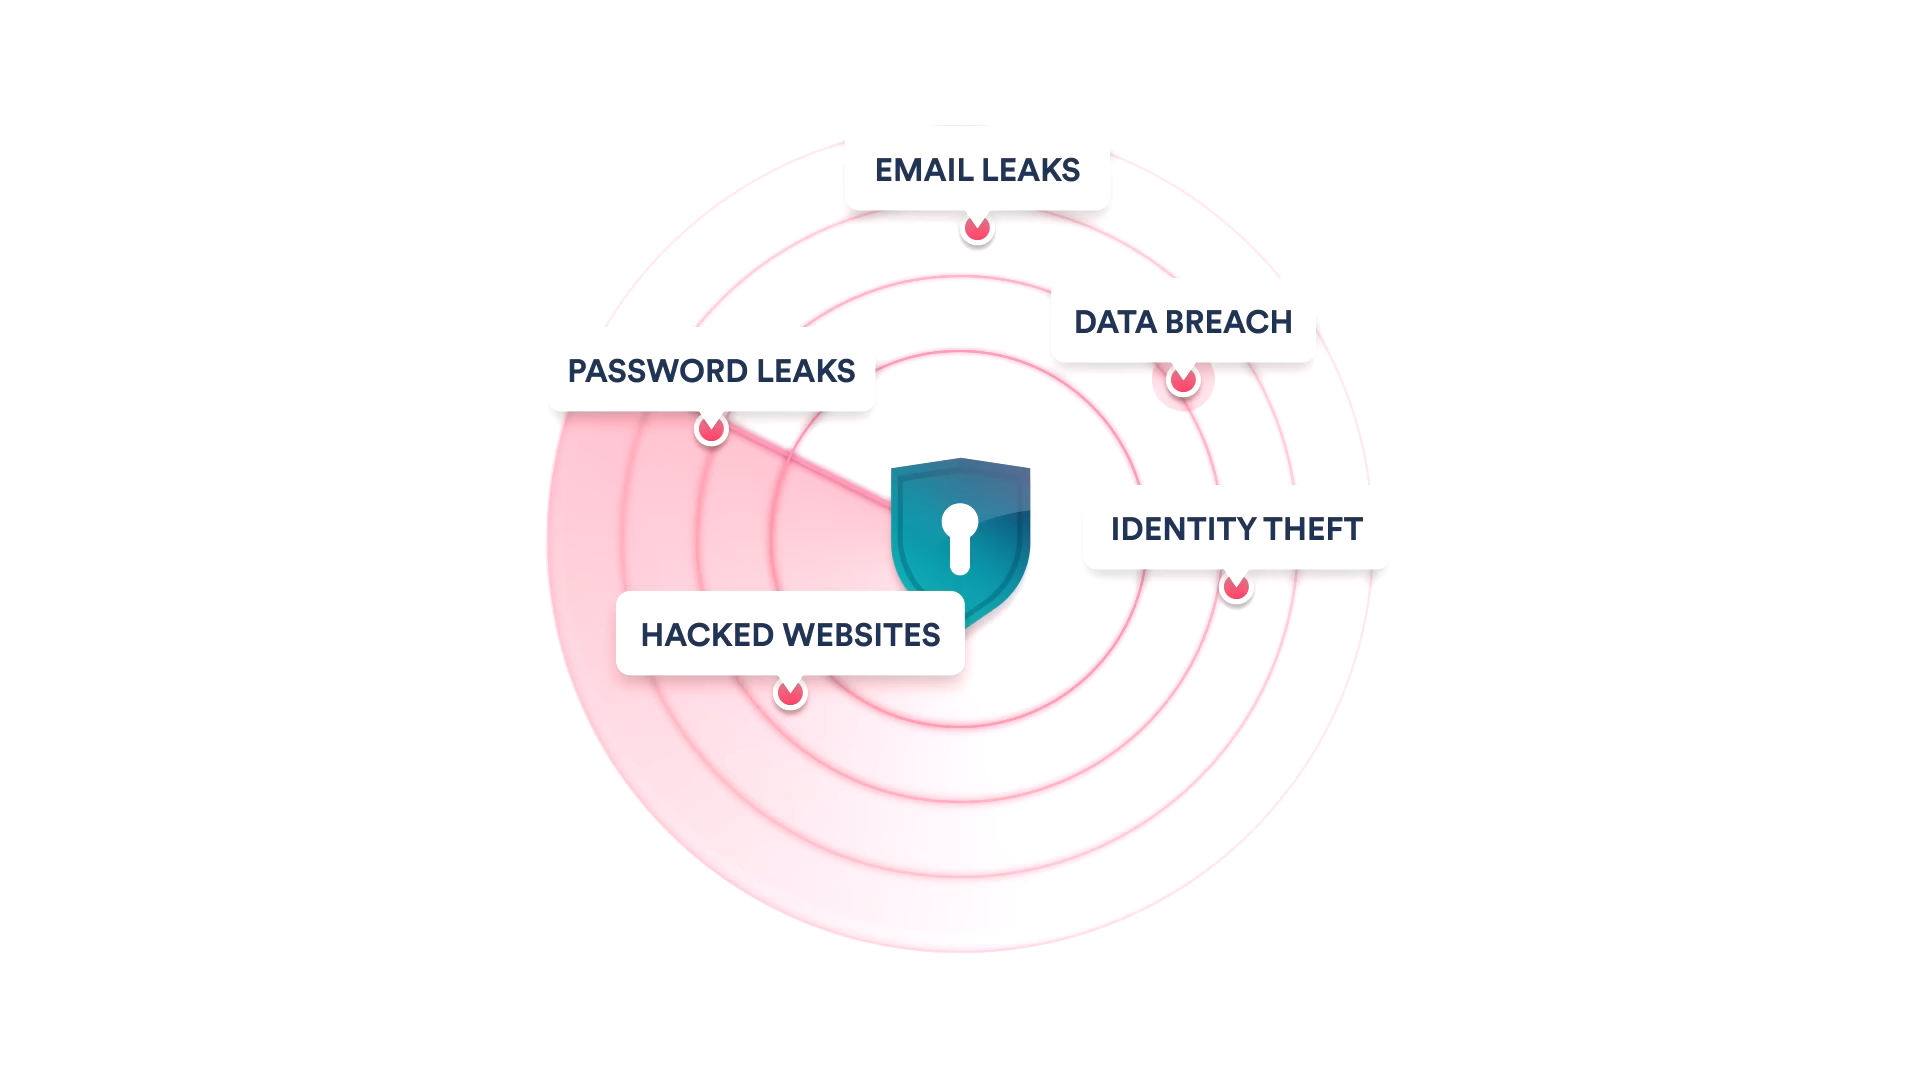 EMAIL LEAKS
DATA BREACH
PASSWORD LEAKS
IDENTITY THEFT
HACKED WEBSITES